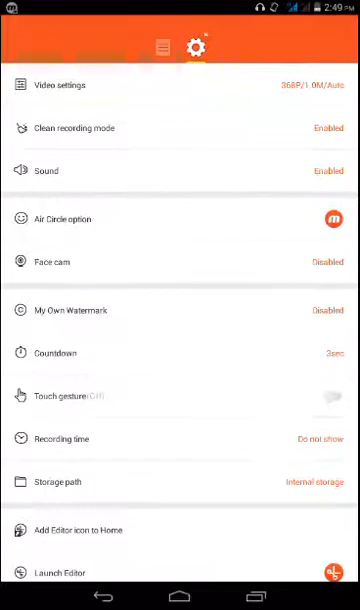 2:49 PM
Video settings 368P/1.0M/Auto
Clean recording mode Enabled
Sound Enabled
Air Circle option
Face cam Disabled
My Own Watermark Disabled
Countdown 3sec
Touch gesture(Off)
Recording time Do not show
Storage path Internal storage
Add Editor icon to Home
Launch Editor